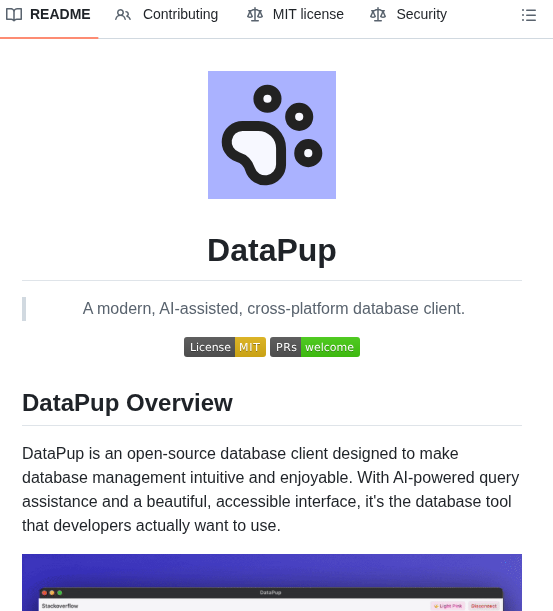 README Contributing MIT license Security
DataPup
A modern, AI-assisted, cross-platform database client.
License MIT PRs welcome
DataPup Overview
DataPup is an open-source database client designed to make
database management intuitive and enjoyable. With AI-powered query
assistance and a beautiful, accessible interface, it's the database tool
that developers actually want to use.
DataPup
Stackoverflow Light Pink Disconnect